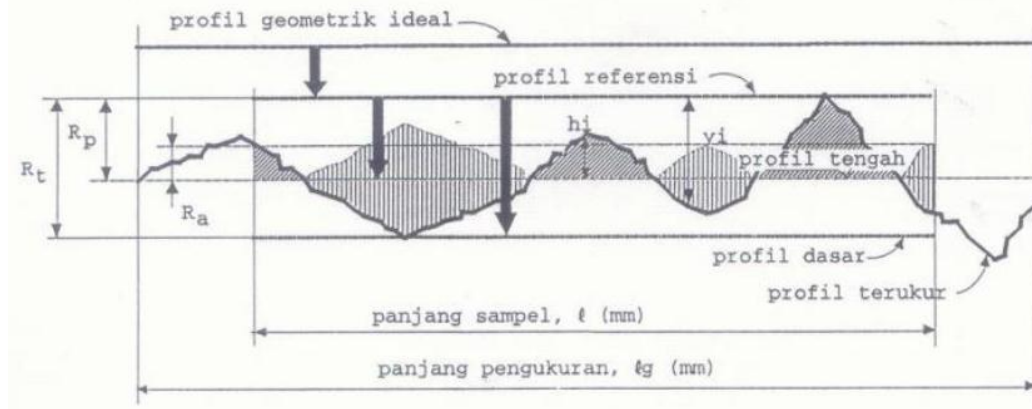 profil geometrik ideal
profil referensi
Rp
Rt
Ra
hi
yi
profil tengah
profil dasar
profil terukur
panjang sampel, ℓ (mm)
panjang pengukuran, ℓg (mm)